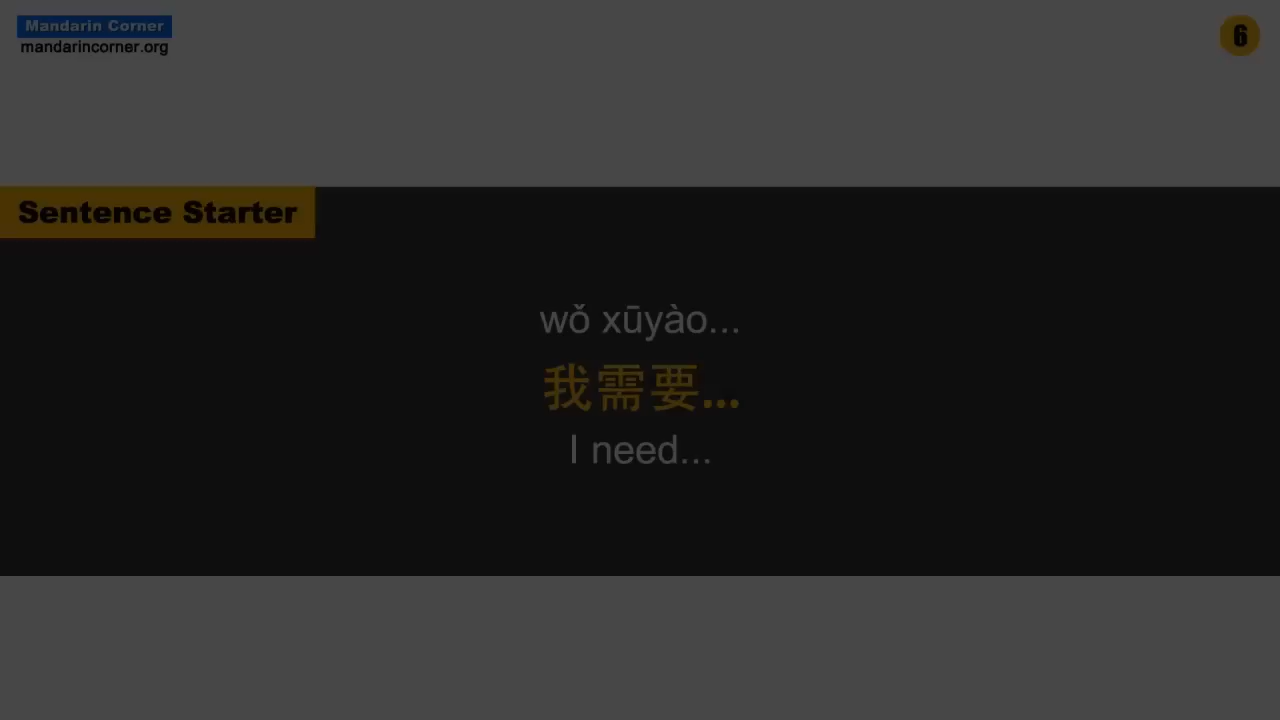 Mandarin Corner
mandarincorner.org
6
Sentence Starter
wǒ xūyào...
我需要...
I need...